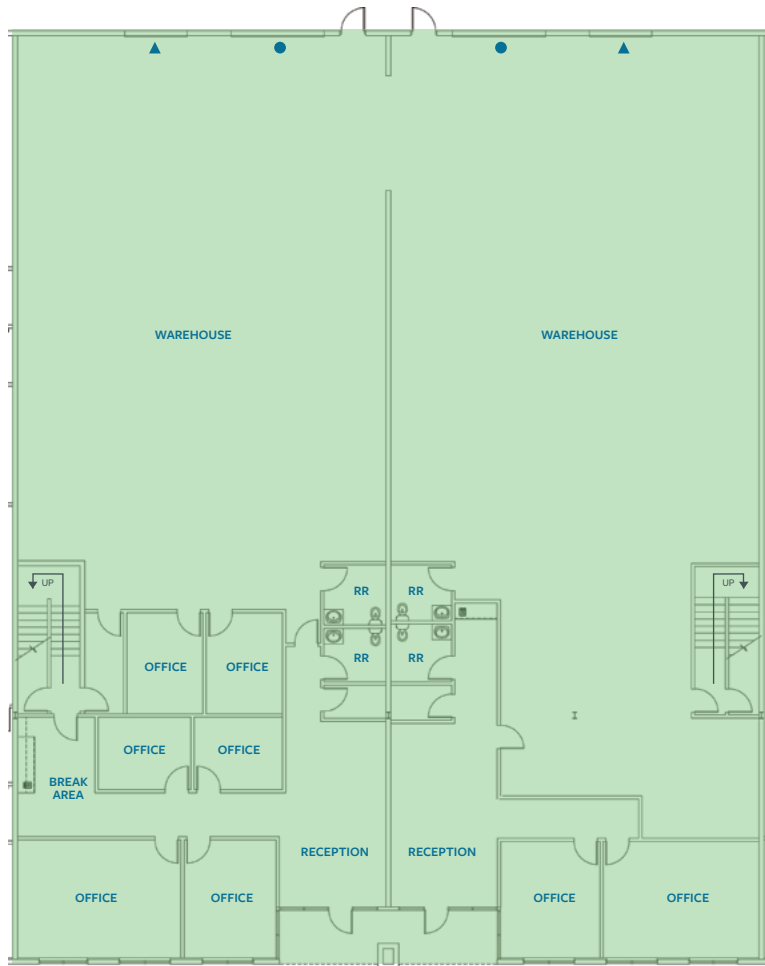 WAREHOUSE WAREHOUSE
UP RR RR UP
RR RR
OFFICE OFFICE
OFFICE OFFICE
BREAK
AREA
RECEPTION RECEPTION
OFFICE OFFICE OFFICE OFFICE